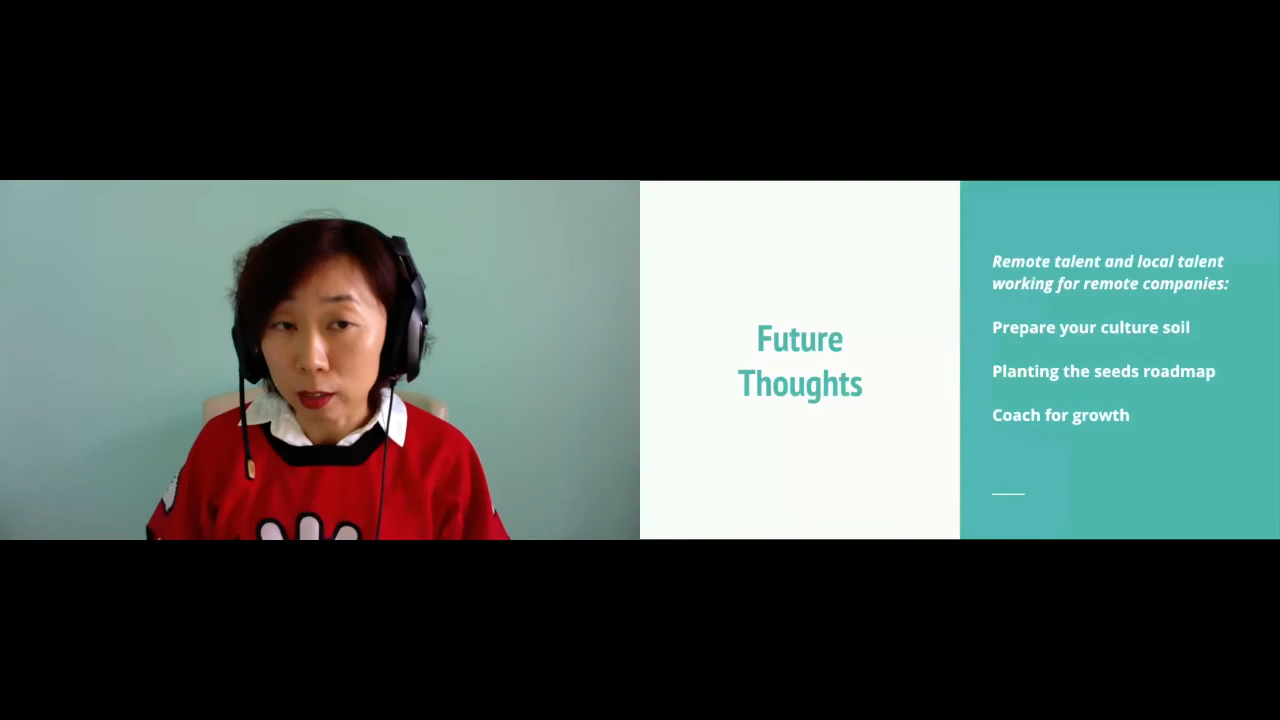 Future
Thoughts
Remote talent and local talent
working for remote companies:
Prepare your culture soil
Planting the seeds roadmap
Coach for growth